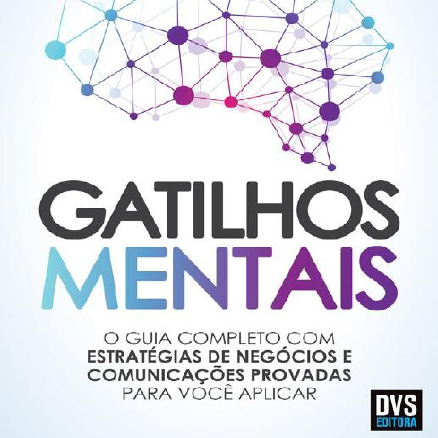 GATILHOS
MENTAIS
O GUIA COMPLETO COM
ESTRATÉGIAS DE NEGÓCIOS E
COMUNICAÇÕES PROVADAS
PARA VOCÊ APLICAR
DVS
EDITORA